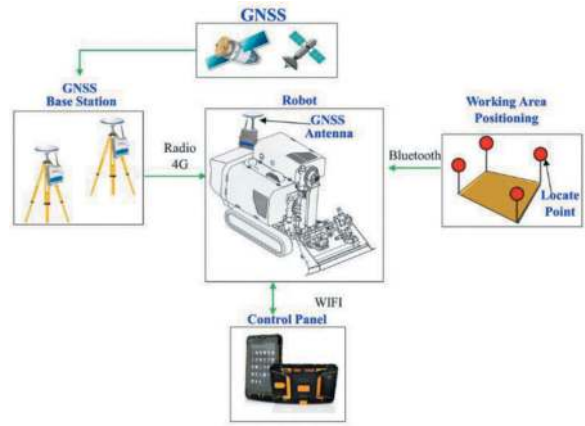 GNSS
GNSS
Base Station
Robot
GNSS
Antenna
Working Area
Positioning
Radio
4G
Bluetooth
Locate
Point
WIFI
Control Panel